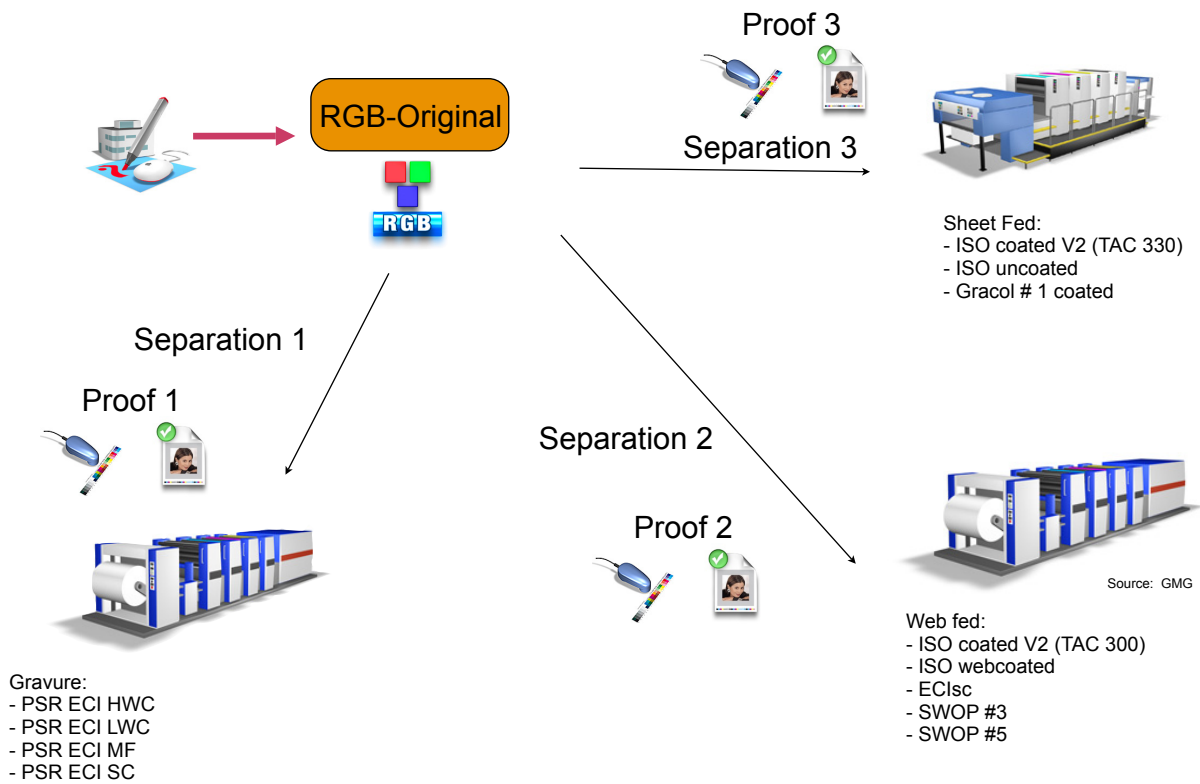 Proof 3
RGB-Original
Separation 3
RGB
Sheet Fed:
- ISO coated V2 (TAC 330)
- ISO uncoated
- Gracol # 1 coated
Separation 1
Proof 1
Separation 2
Proof 2
Source:  GMG
Web fed:
- ISO coated V2 (TAC 300)
- ISO webcoated
- ECIsc
- SWOP #3
- SWOP #5
Gravure:
- PSR ECI HWC
- PSR ECI LWC
- PSR ECI MF
- PSR ECI SC